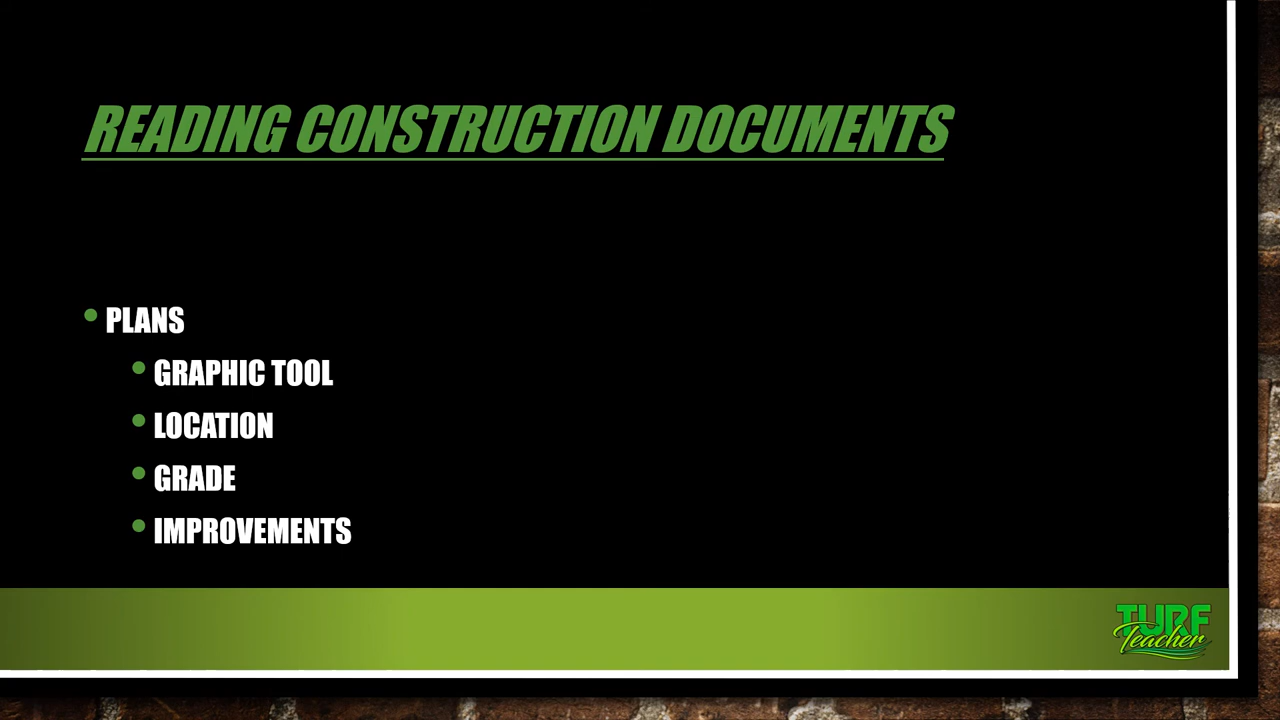 READING CONSTRUCTION DOCUMENTS
• PLANS
• GRAPHIC TOOL
• LOCATION
• GRADE
• IMPROVEMENTS
TURF
Teacher